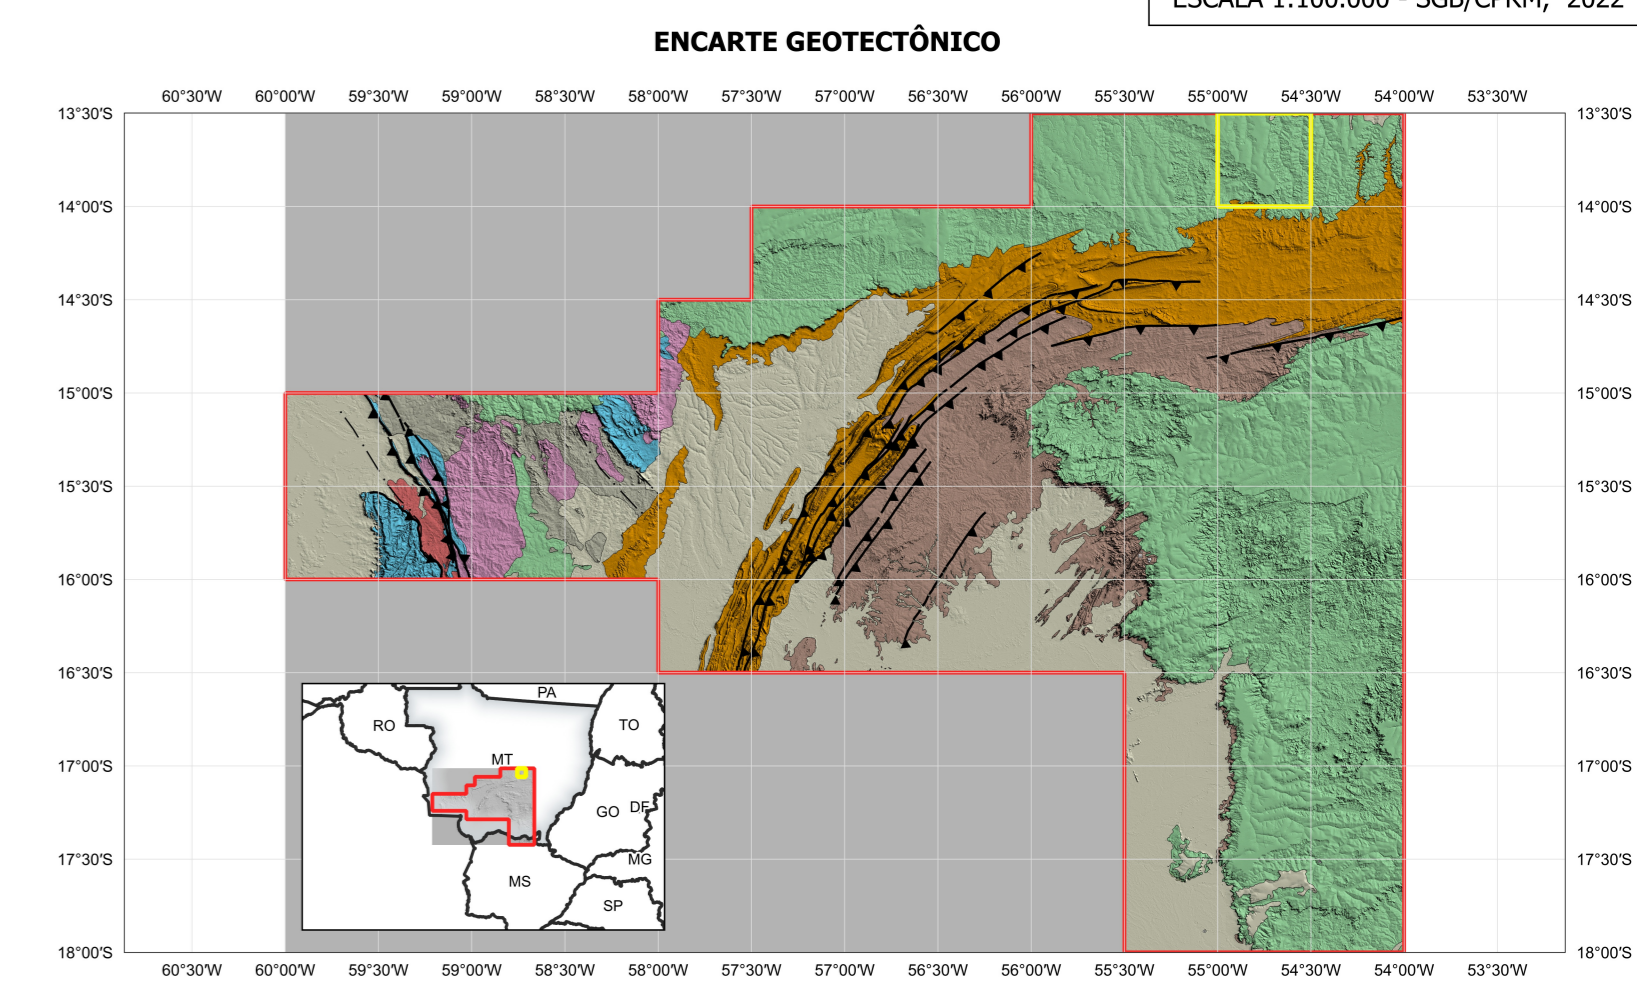 ESCALA 1:100.000 - SGB/CPRM, 2022
ENCARTE GEOTECTÔNICO
60°30'W 60°00'W 59°30'W 59°00'W 58°30'W 58°00'W 57°30'W 57°00'W 56°30'W 56°00'W 55°30'W 55°00'W 54°30'W 54°00'W 53°30'W
13°30'S 13°30'S
14°00'S 14°00'S
14°30'S 14°30'S
15°00'S 15°00'S
15°30'S 15°30'S
16°00'S 16°00'S
16°30'S 16°30'S
PA
RO TO
MT
17°00'S 17°00'S
GO DF
17°30'S 17°30'S
MG
MS
SP
18°00'S 18°00'S
60°30'W 60°00'W 59°30'W 59°00'W 58°30'W 58°00'W 57°30'W 57°00'W 56°30'W 56°00'W 55°30'W 55°00'W 54°30'W 54°00'W 53°30'W